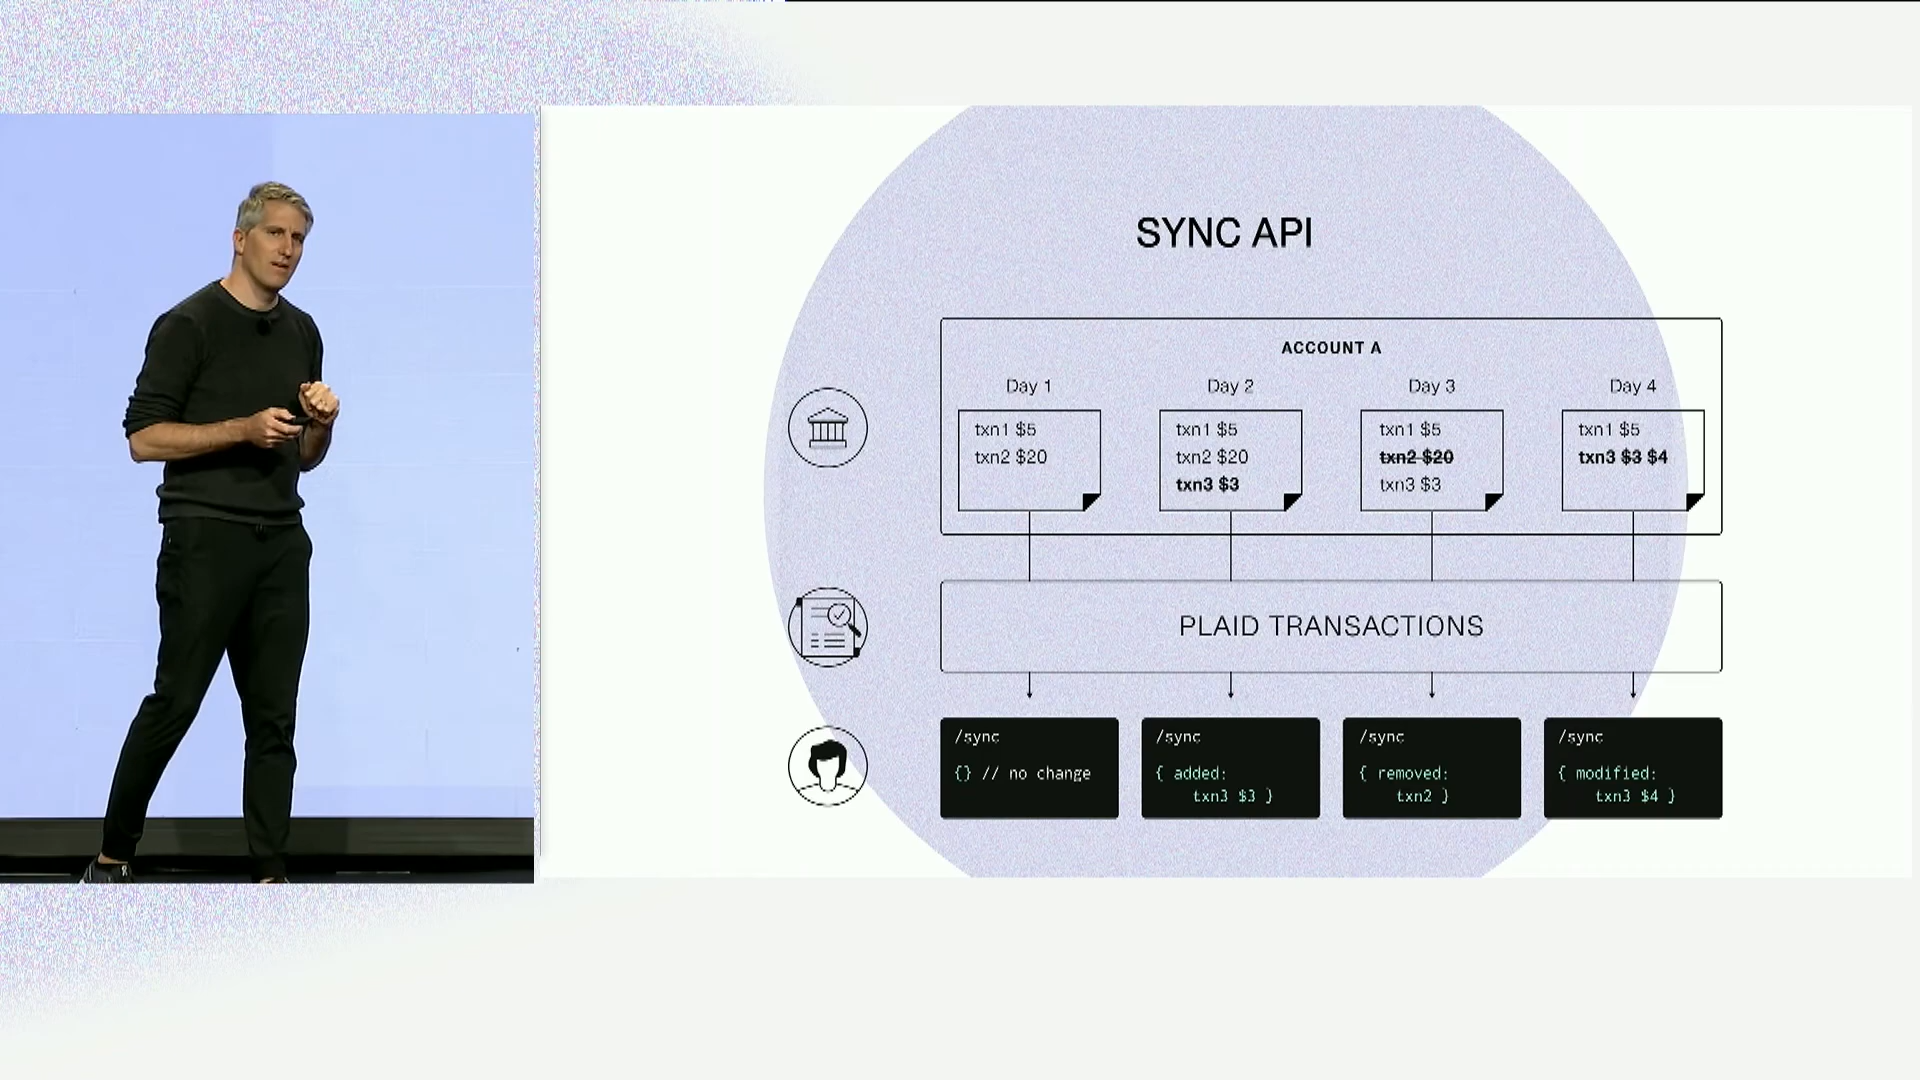 SYNC API
ACCOUNT A
Day 1
txn1 $5
txn2 $20
Day 2
txn1 $5
txn2 $20
txn3 $3
Day 3
txn1 $5
txn2 $20
txn3 $3
Day 4
txn1 $5
txn3 $3 $4
PLAID TRANSACTIONS
/sync
{} // no change
/sync
{ added:
txn3 $3 }
/sync
{ removed:
txn2 }
/sync
{ modified:
txn3 $4 }